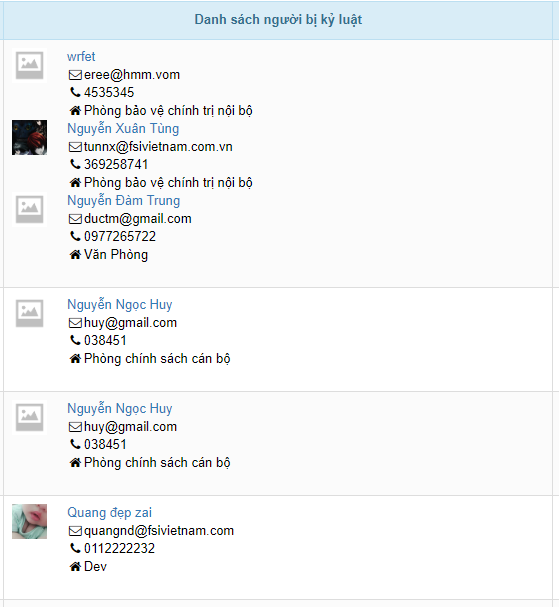 Danh sách người bị kỷ luật
wrfet
eree@hmm.vom
4535345
Phòng bảo vệ chính trị nội bộ
Nguyễn Xuân Tùng
tunnx@fsivietnam.com.vn
369258741
Phòng bảo vệ chính trị nội bộ
Nguyễn Đàm Trung
ductm@gmail.com
0977265722
Văn Phòng
Nguyễn Ngọc Huy
huy@gmail.com
038451
Phòng chính sách cán bộ
Nguyễn Ngọc Huy
huy@gmail.com
038451
Phòng chính sách cán bộ
Quang đẹp zai
quangnd@fsivietnam.com
0112222232
Dev